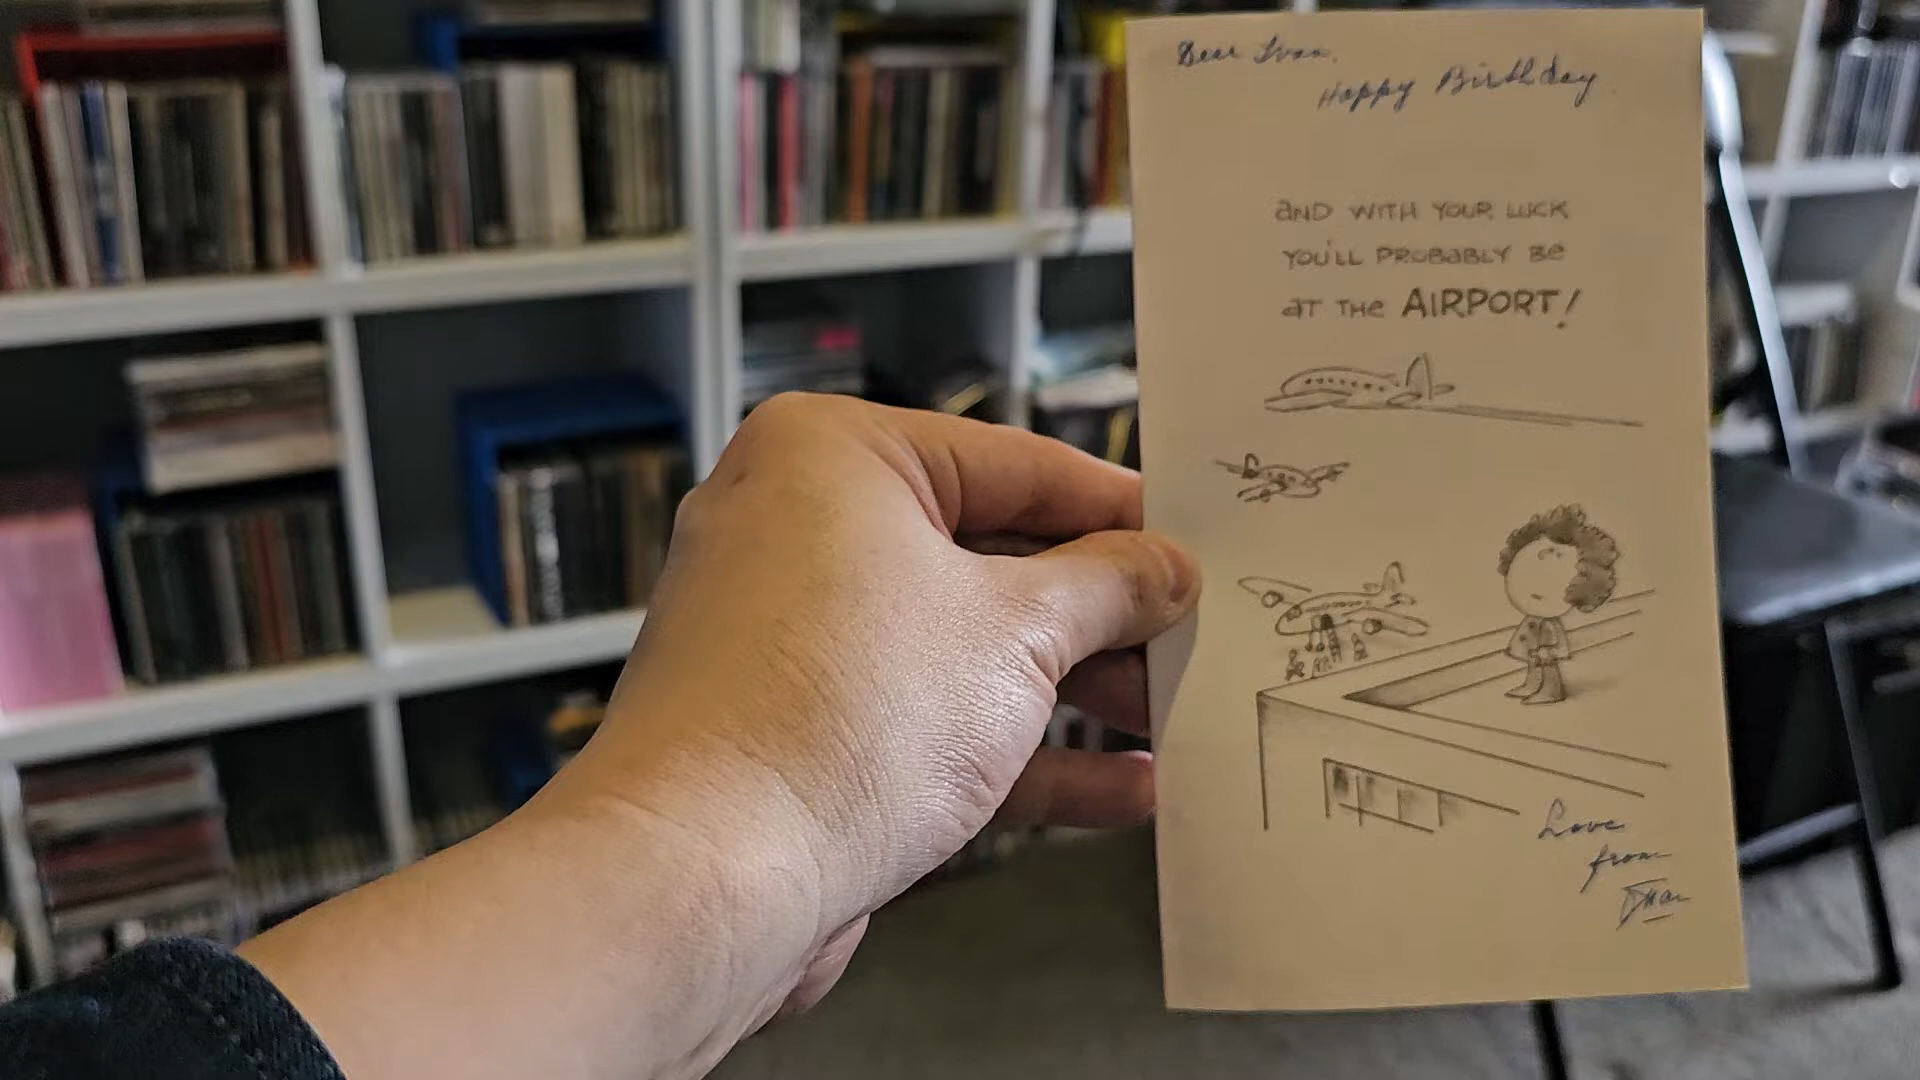 Dear Ivan,
Happy Birthday
AND WITH YOUR LUCK
YOU'LL PROBABLY BE
AT THE AIRPORT!
Love
from